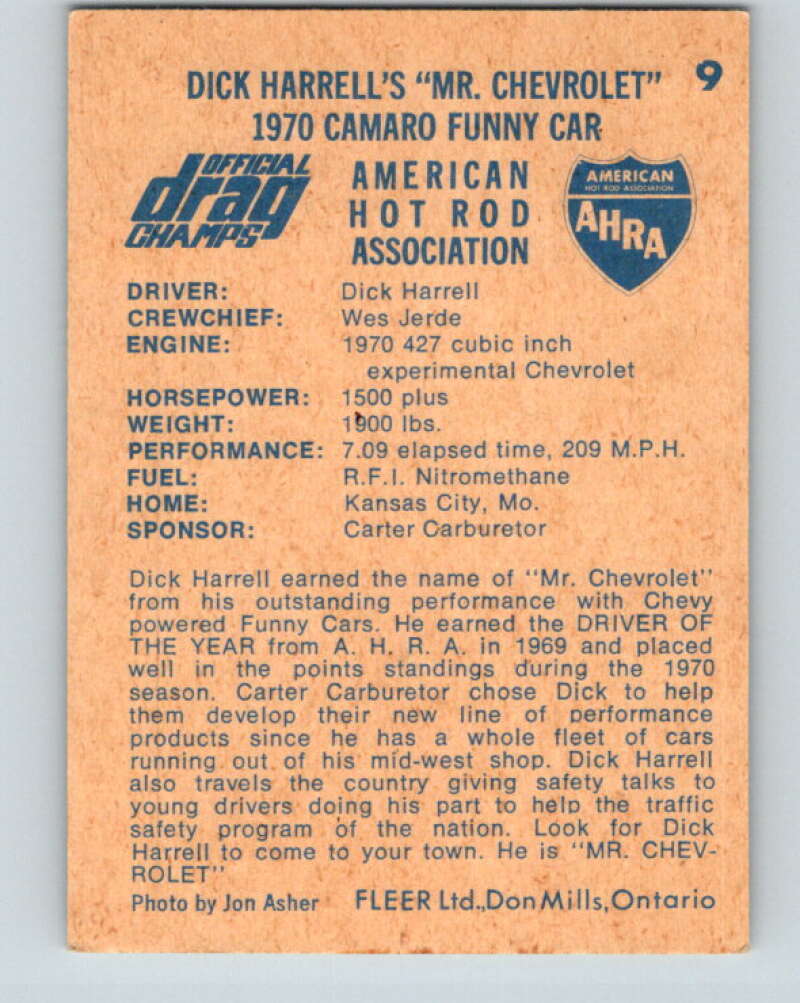 DICK HARRELL'S "MR. CHEVROLET" 9
1970 CAMARO FUNNY CAR
OFFICIAL
drag
CHAMPS
AMERICAN
HOT ROD
ASSOCIATION
AMERICAN
HOT ROD ASSOCIATION
AHRA
DRIVER: Dick Harrell
CREWCHIEF: Wes Jerde
ENGINE: 1970 427 cubic inch
experimental Chevrolet
HORSEPOWER: 1500 plus
WEIGHT: 1900 lbs.
PERFORMANCE: 7.09 elapsed time, 209 M.P.H.
FUEL: R.F.I. Nitromethane
HOME: Kansas City, Mo.
SPONSOR: Carter Carburetor
Dick Harrell earned the name of "Mr. Chevrolet"
from his outstanding performance with Chevy
powered Funny Cars. He earned the DRIVER OF
THE YEAR from A. H. R. A. in 1969 and placed
well in the points standings during the 1970
season. Carter Carburetor chose Dick to help
them develop their new line of performance
products since he has a whole fleet of cars
running out of his mid-west shop. Dick Harrell
also travels the country giving safety talks to
young drivers doing his part to help the traffic
safety program of the nation. Look for Dick
Harrell to come to your town. He is "MR. CHEV-
ROLET"
Photo by Jon Asher FLEER Ltd., Don Mills, Ontario